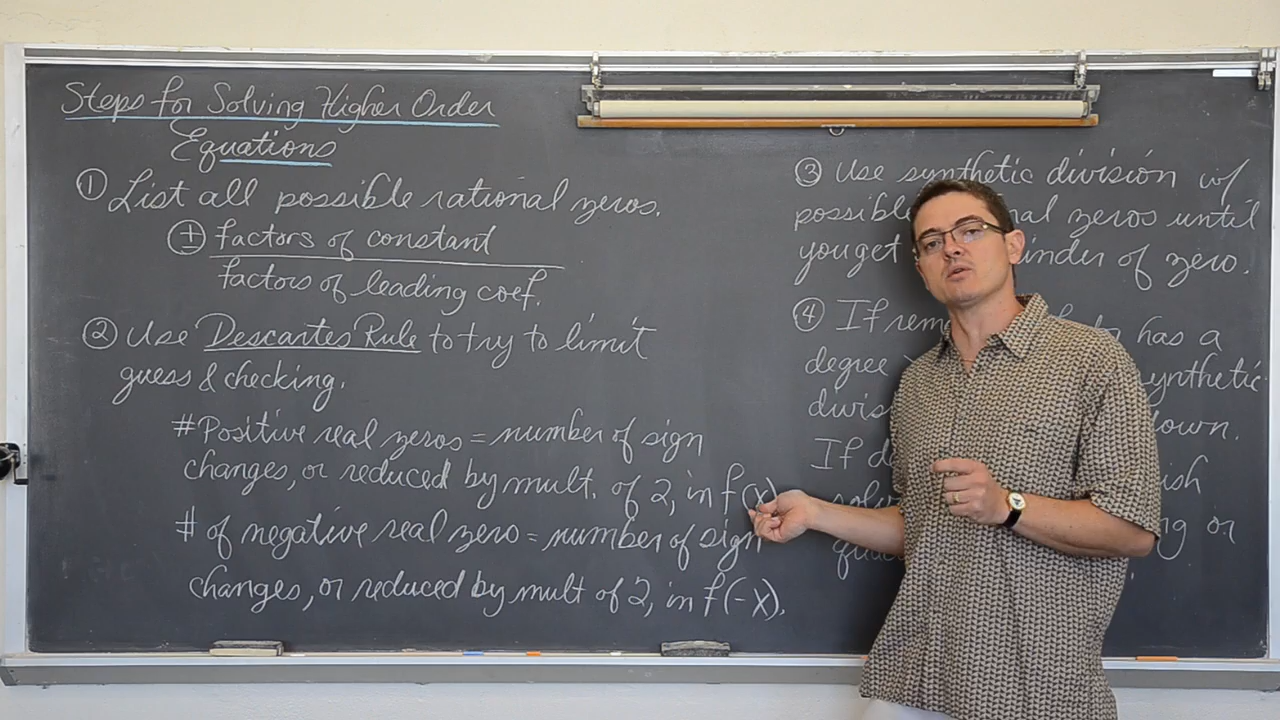 Steps for Solving Higher Order
Equations
① List all possible rational zeros.
± factors of constant
factors of leading coef.
② Use Descartes Rule to try to limit
guess & checking.
# Positive real zeros = number of sign
changes, or reduced by mult. of 2, in f(x)
# of negative real zero = number of sign
changes, or reduced by mult of 2, in f(-x).
③ Use synthetic division w/
possible zeros until
you get of zero.
④ If has a
degree synthetic
down.
If
or